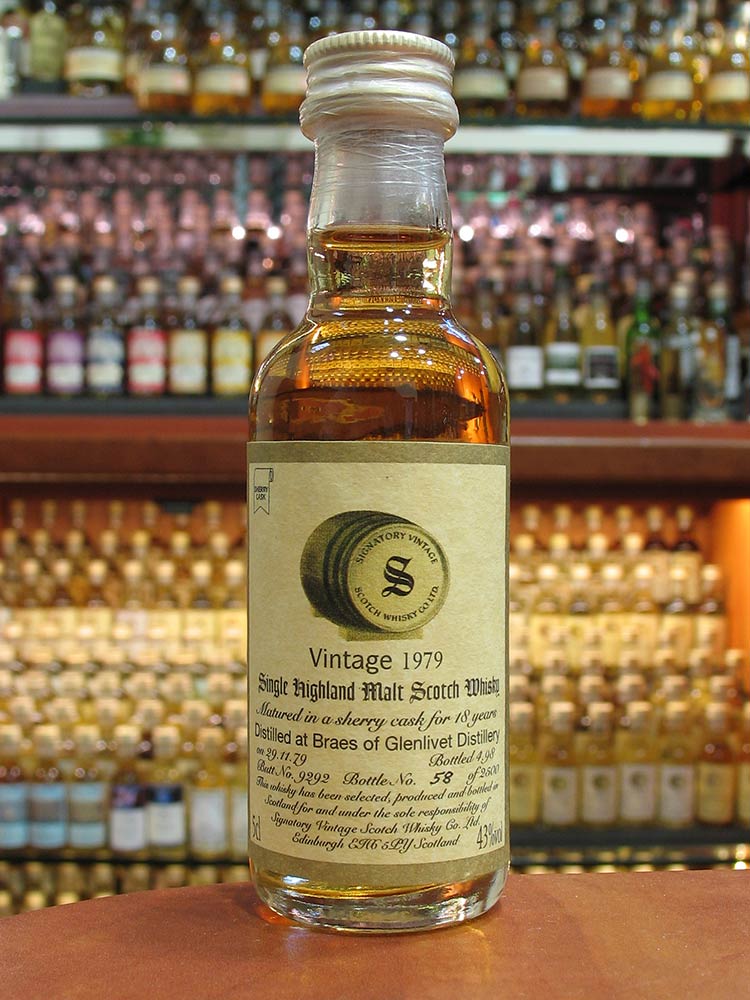 SHERRY
CASK
SIGNATORY VINTAGE
S
SCOTCH WHISKY CO LTD.
Vintage 1979
Single Highland Malt Scotch Whisky
Matured in a sherry cask for 18 years
Distilled at Braes of Glenlivet Distillery
on 29.11.79 Bottled 4.98
Butt No. 9292 Bottle No. 58 of 2500
This whisky has been selected, produced and bottled in
Scotland for and under the sole responsibility of
Signatory Vintage Scotch Whisky Co. Ltd.
Edinburgh EH6 5PY Scotland
5cl 43%vol